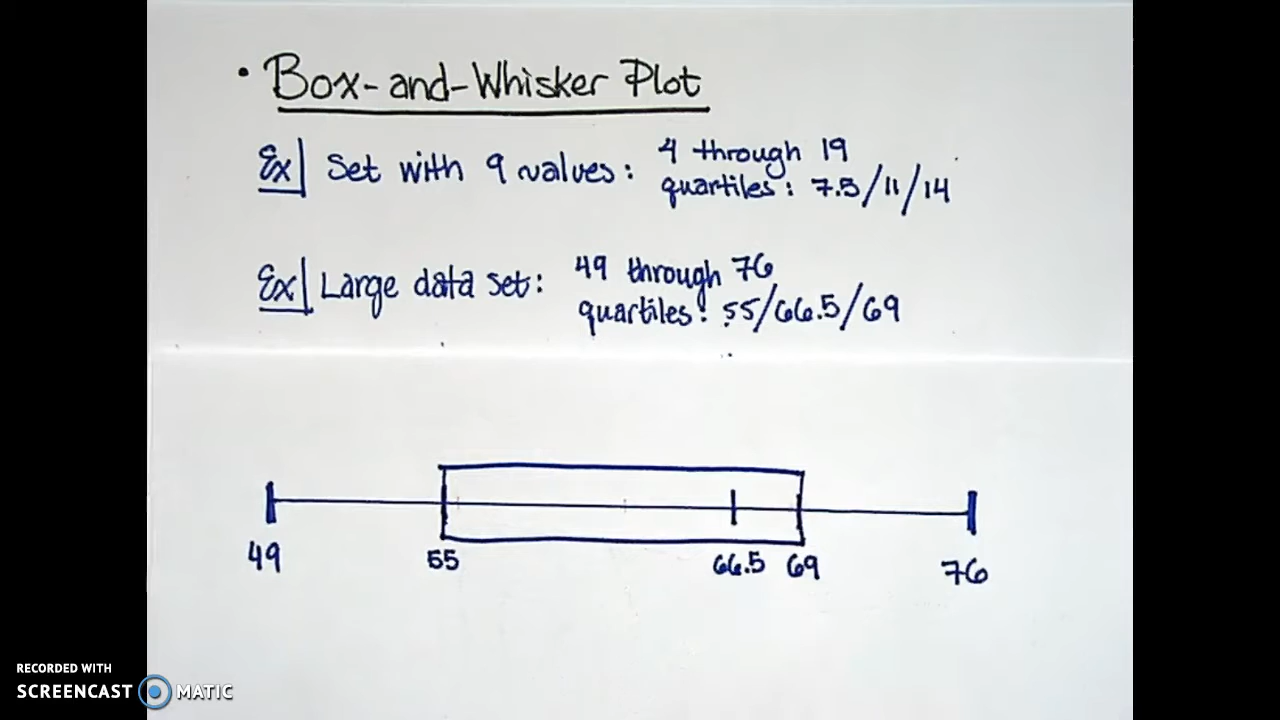 • Box-and-Whisker Plot
Ex| Set with 9 values: 4 through 19
quartiles: 7.5/11/14
Ex| Large data set: 49 through 76
quartiles: 55/66.5/69
49 55 66.5 69 76
RECORDED WITH
SCREENCAST MATIC